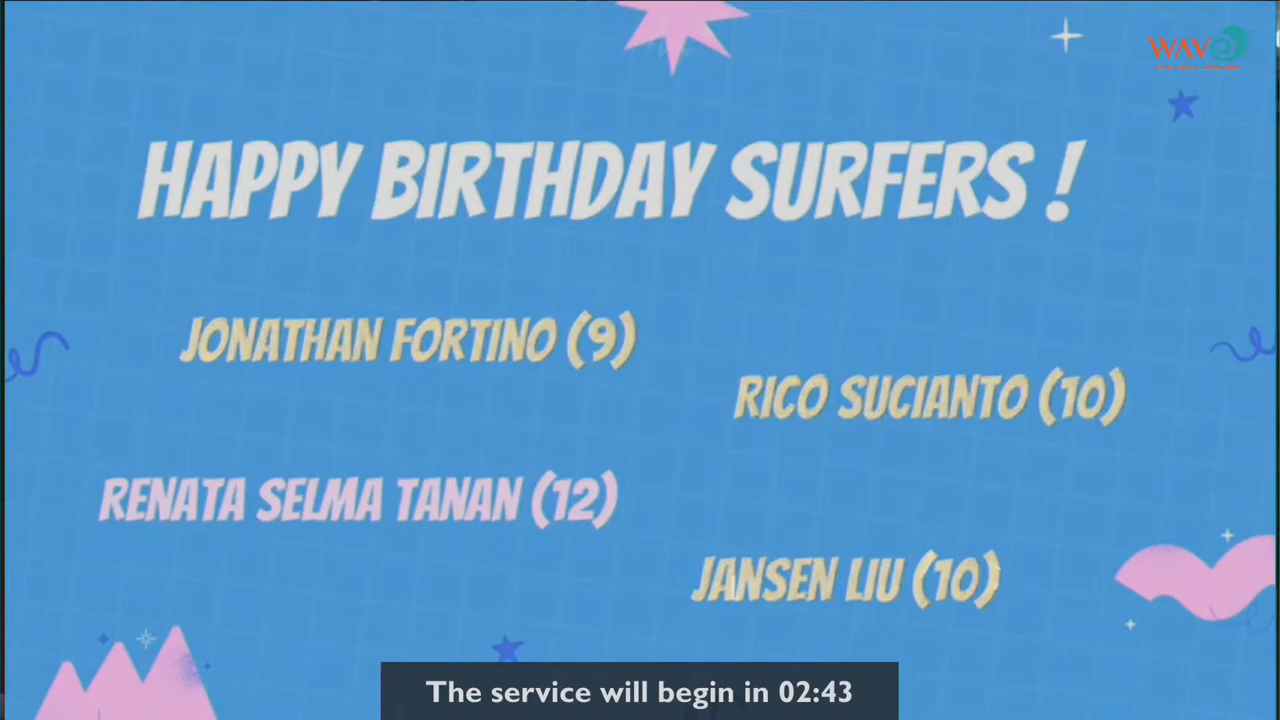 WAVE
HAPPY BIRTHDAY SURFERS !
JONATHAN FORTINO (9)
RICO SUCIANTO (10)
RENATA SELMA TANAN (12)
JANSEN LIU (10)
The service will begin in 02:43